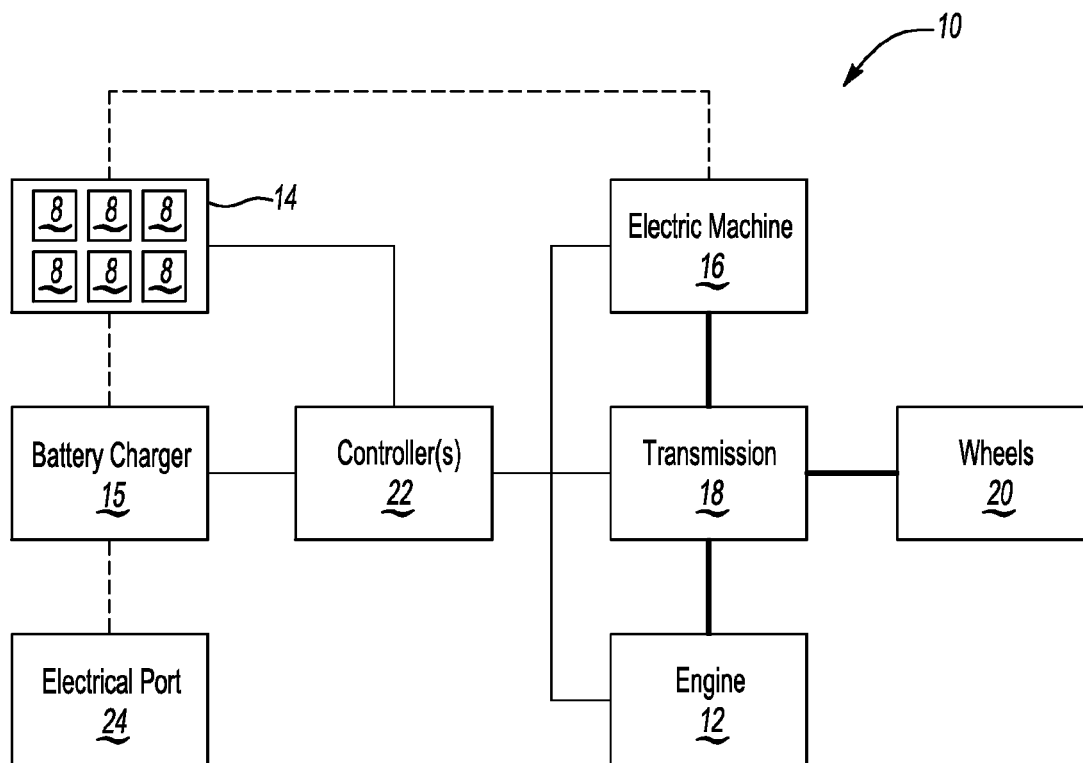 10
8 8 8
14
8 8 8
Electric Machine
16
Battery Charger
15
Controller(s)
22
Transmission
18
Wheels
20
Electrical Port
24
Engine
12